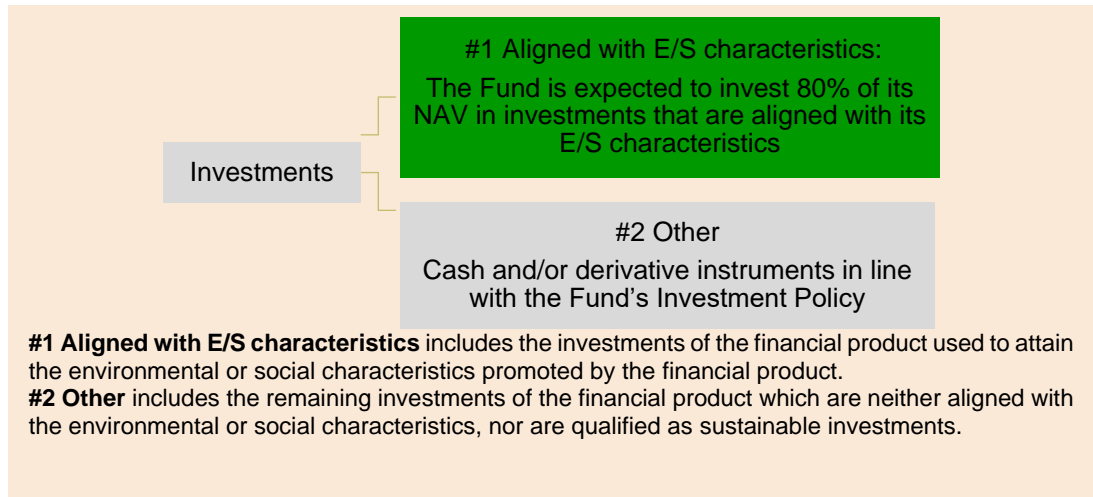 #1 Aligned with E/S characteristics:
The Fund is expected to invest 80% of its
NAV in investments that are aligned with its
E/S characteristics
Investments
#2 Other
Cash and/or derivative instruments in line
with the Fund’s Investment Policy
#1 Aligned with E/S characteristics includes the investments of the financial product used to attain
the environmental or social characteristics promoted by the financial product.
#2 Other includes the remaining investments of the financial product which are neither aligned with
the environmental or social characteristics, nor are qualified as sustainable investments.